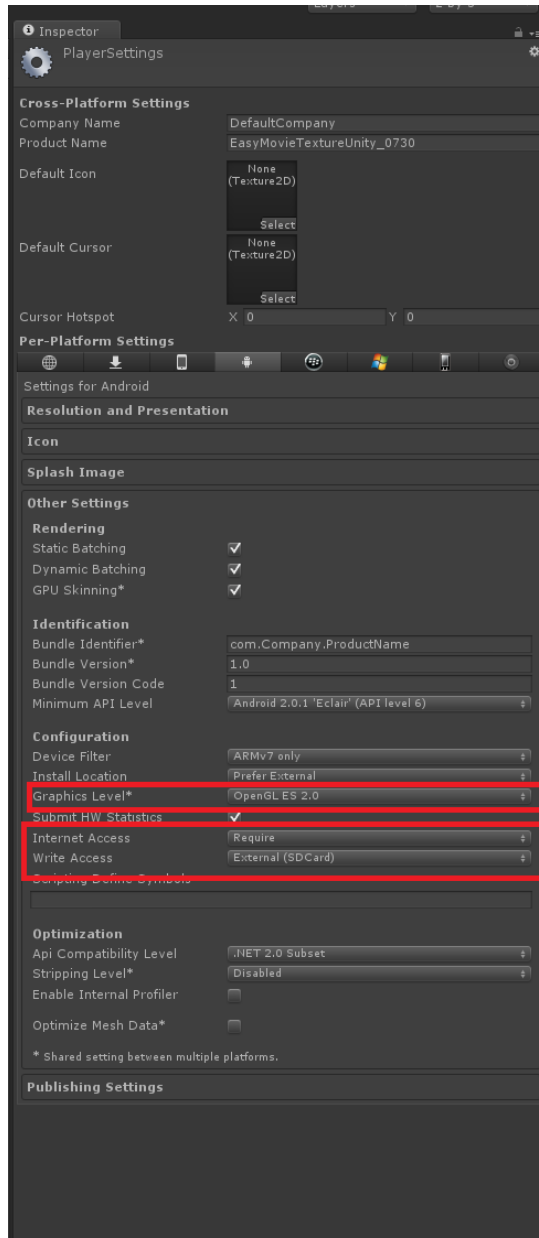 Inspector
PlayerSettings
Cross-Platform Settings
Company Name DefaultCompany
Product Name EasyMovieTextureUnity_0730
Default Icon None (Texture2D)
Select
Default Cursor None (Texture2D)
Select
Cursor Hotspot X 0 Y 0
Per-Platform Settings
Settings for Android
Resolution and Presentation
Icon
Splash Image
Other Settings
Rendering
Static Batching
Dynamic Batching
GPU Skinning*
Identification
Bundle Identifier* com.Company.ProductName
Bundle Version* 1.0
Bundle Version Code 1
Minimum API Level Android 2.0.1 'Eclair' (API level 6)
Configuration
Device Filter ARMv7 only
Install Location Prefer External
Graphics Level* OpenGL ES 2.0
Submit HW Statistics
Internet Access Require
Write Access External (SDCard)
Scripting Define Symbols
Optimization
Api Compatibility Level .NET 2.0 Subset
Stripping Level* Disabled
Enable Internal Profiler
Optimize Mesh Data*
* Shared setting between multiple platforms.
Publishing Settings